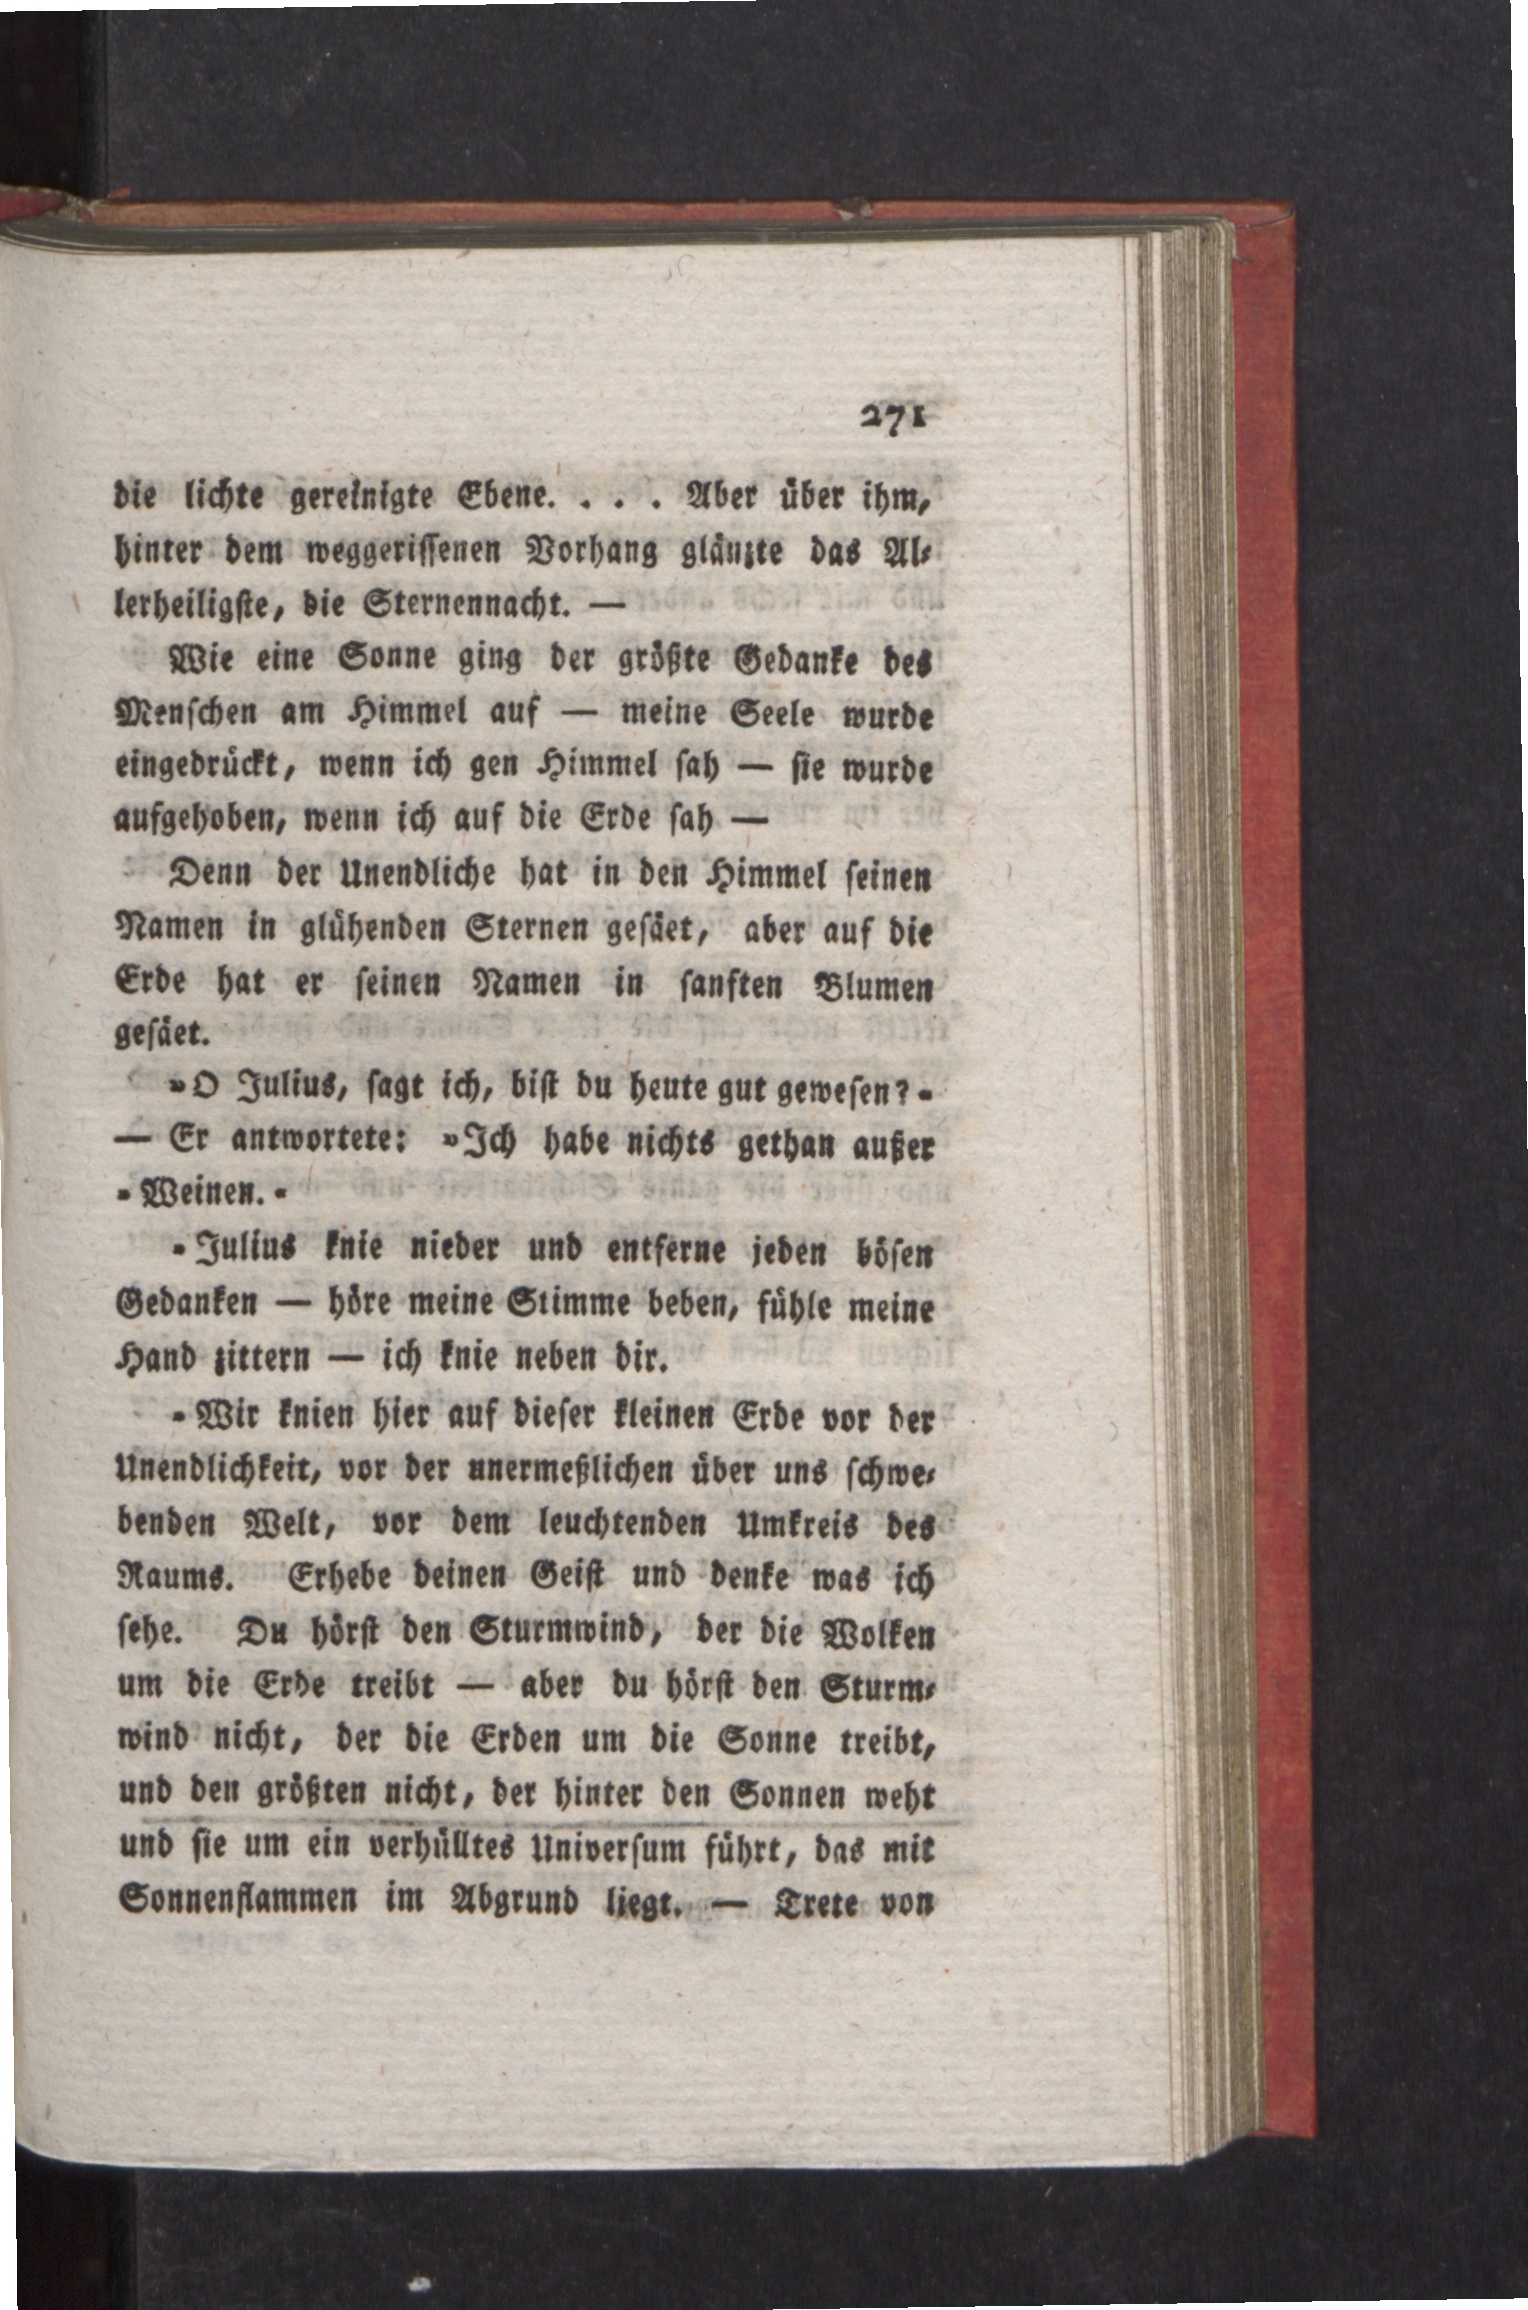 271
die lichte gereinigte Ebene. . . . Aber über ihm,
hinter dem weggerissenen Vorhang glänzte das Al-
lerheiligste, die Sternennacht. —
Wie eine Sonne ging der größte Gedanke des
Menschen am Himmel auf — meine Seele wurde
eingedrückt, wenn ich gen Himmel sah — sie wurde
aufgehoben, wenn ich auf die Erde sah —
Denn der Unendliche hat in den Himmel seinen
Namen in glühenden Sternen gesäet, aber auf die
Erde hat er seinen Namen in sanften Blumen
gesäet.
»O Julius, sagt ich, bist du heute gut gewesen?«
— Er antwortete: »Ich habe nichts gethan außer
»Weinen.«
»Julius knie nieder und entferne jeden bösen
Gedanken — höre meine Stimme beben, fühle meine
Hand zittern — ich knie neben dir.
»Wir knien hier auf dieser kleinen Erde vor der
Unendlichkeit, vor der unermeßlichen über uns schwe-
benden Welt, vor dem leuchtenden Umkreis des
Raums. Erhebe deinen Geist und denke was ich
sehe. Du hörst den Sturmwind, der die Wolken
um die Erde treibt — aber du hörst den Sturm-
wind nicht, der die Erden um die Sonne treibt,
und den größten nicht, der hinter den Sonnen weht
und sie um ein verhülltes Universum führt, das mit
Sonnenflammen im Abgrund liegt. — Trete von